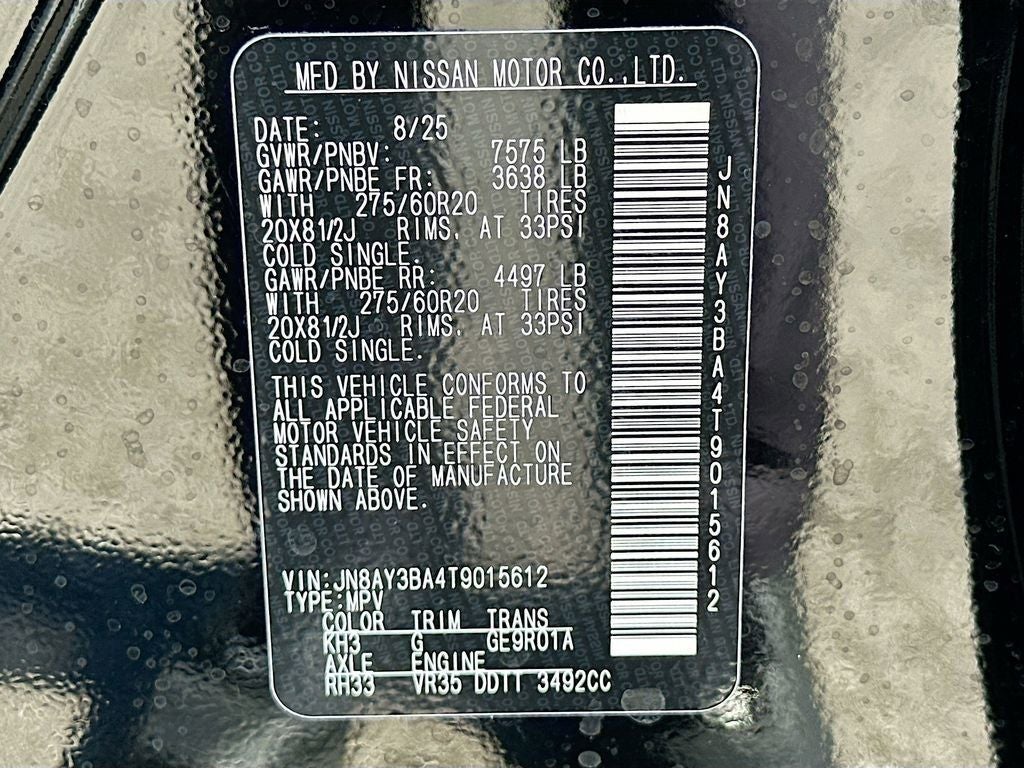 MFD BY NISSAN MOTOR CO.,LTD.
DATE: 8/25
GVWR/PNBV: 7575 LB
GAWR/PNBE FR: 3638 LB
WITH 275/60R20 TIRES
20X81/2J RIMS, AT 33PSI
COLD SINGLE.
GAWR/PNBE RR: 4497 LB
WITH 275/60R20 TIRES
20X81/2J RIMS, AT 33PSI
COLD SINGLE.
THIS VEHICLE CONFORMS TO
ALL APPLICABLE FEDERAL
MOTOR VEHICLE SAFETY
STANDARDS IN EFFECT ON
THE DATE OF MANUFACTURE
SHOWN ABOVE.
VIN:JN8AY3BA4T9015612
TYPE:MPV
COLOR TRIM TRANS
KH3 G GE9R01A
AXLE ENGINE
RH33 VR35 DDTT 3492CC
JN8AY3BA4T9015612